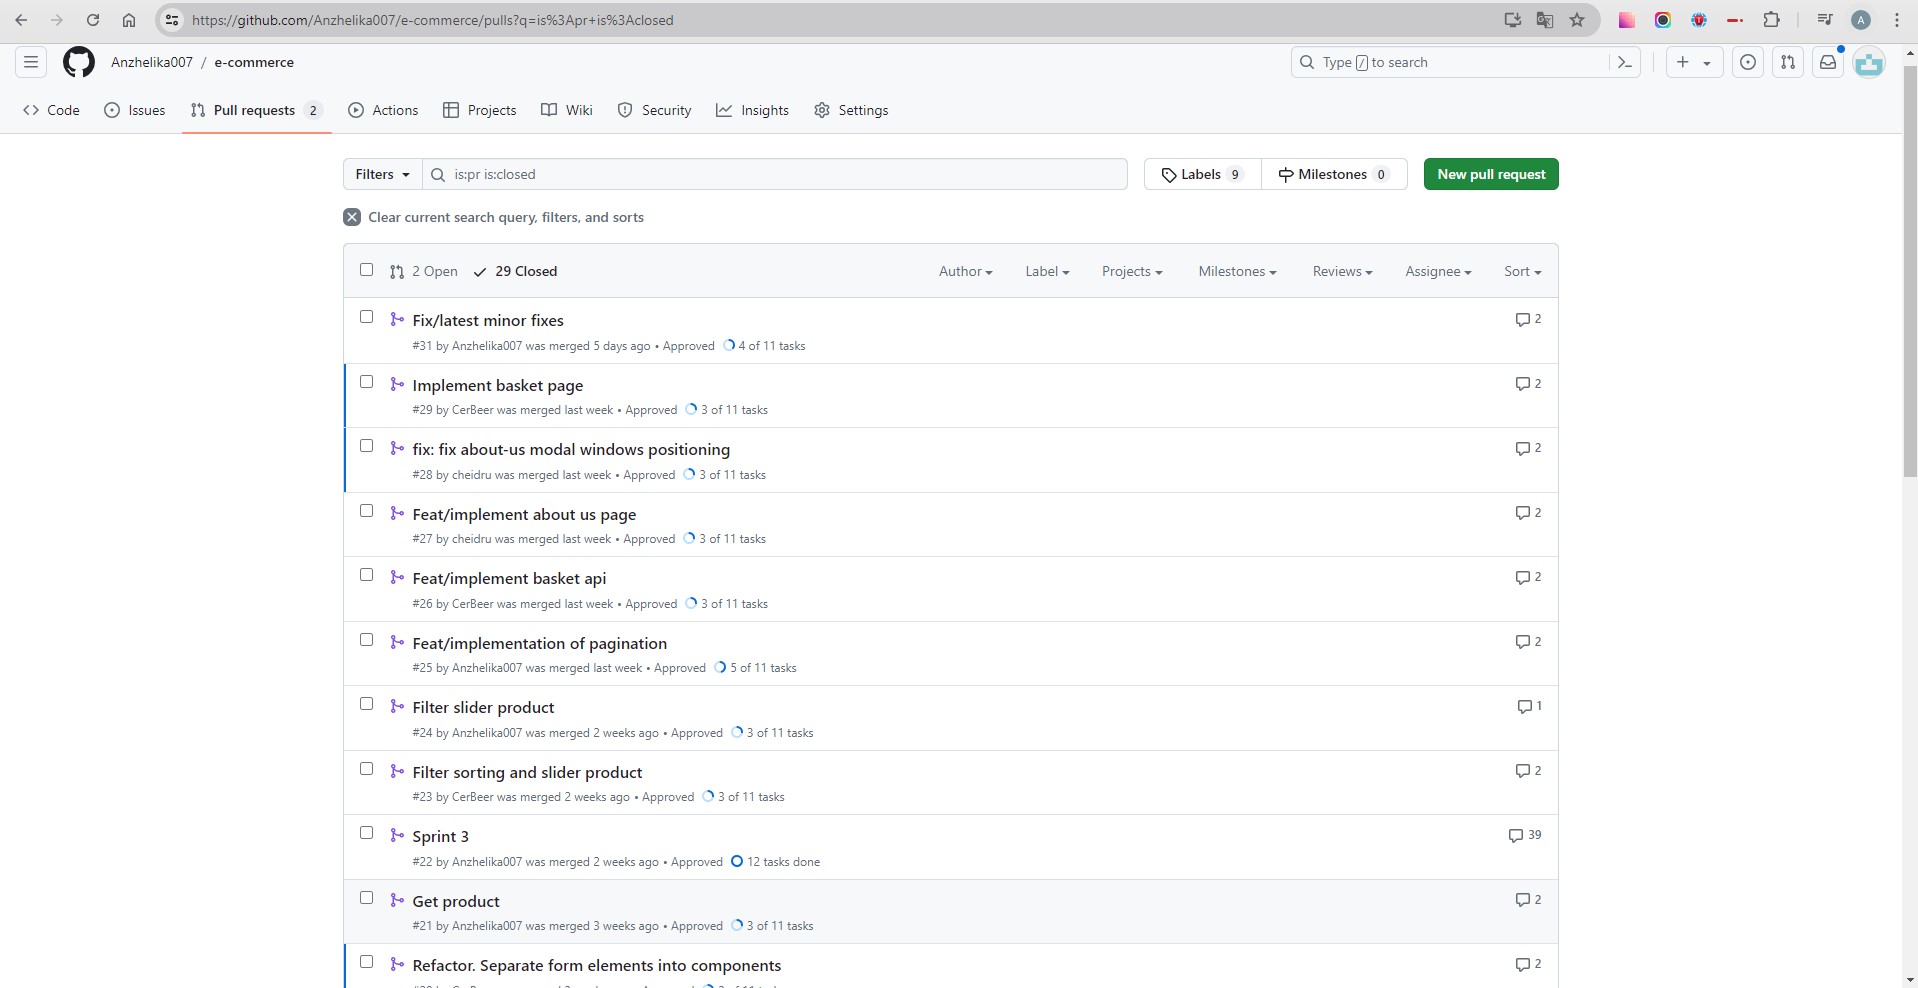 https://github.com/Anzhelika007/e-commerce/pulls?q=is%3Apr+is%3Aclosed
A
Anzhelika007 / e-commerce
Type / to search
Code Issues Pull requests 2 Actions Projects Wiki Security Insights Settings
Filters is:pr is:closed Labels 9 Milestones 0 New pull request
Clear current search query, filters, and sorts
2 Open 29 Closed Author Label Projects Milestones Reviews Assignee Sort
Fix/latest minor fixes 2
#31 by Anzhelika007 was merged 5 days ago • Approved 4 of 11 tasks
Implement basket page 2
#29 by CerBeer was merged last week • Approved 3 of 11 tasks
fix: fix about-us modal windows positioning 2
#28 by cheidru was merged last week • Approved 3 of 11 tasks
Feat/implement about us page 2
#27 by cheidru was merged last week • Approved 3 of 11 tasks
Feat/implement basket api 2
#26 by CerBeer was merged last week • Approved 3 of 11 tasks
Feat/implementation of pagination 2
#25 by Anzhelika007 was merged last week • Approved 5 of 11 tasks
Filter slider product 1
#24 by Anzhelika007 was merged 2 weeks ago • Approved 3 of 11 tasks
Filter sorting and slider product 2
#23 by CerBeer was merged 2 weeks ago • Approved 3 of 11 tasks
Sprint 3 39
#22 by Anzhelika007 was merged 2 weeks ago • Approved 12 tasks done
Get product 2
#21 by Anzhelika007 was merged 3 weeks ago • Approved 3 of 11 tasks
Refactor. Separate form elements into components 2